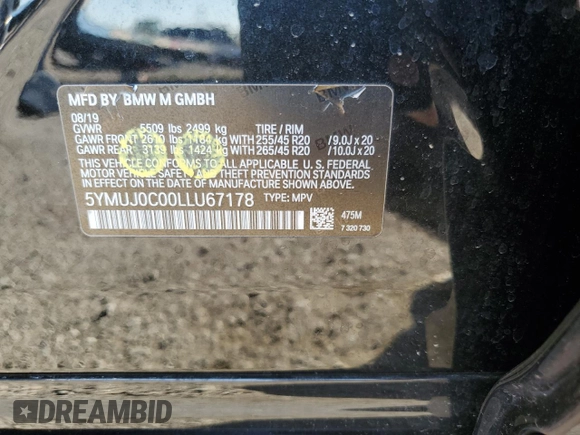 MFD BY BMW M GMBH
08/19
GVWR 5509 lbs 2499 kg TIRE / RIM
GAWR FRONT 2610 lbs 1184 kg WITH 255/45 R20 /9.0J x 20
GAWR REAR 3139 lbs 1424 kg WITH 265/45 R20 /10.0J x 20
THIS VEHICLE CONFORMS TO ALL APPLICABLE U. S. FEDERAL
MOTOR VEHICLE SAFETY AND THEFT PREVENTION STANDARDS IN
EFFECT ON THE DATE OF MANUFACTURE SHOWN ABOVE.
5YMUJ0C00LLU67178 TYPE: MPV
475M
7 320 730
DREAMBID